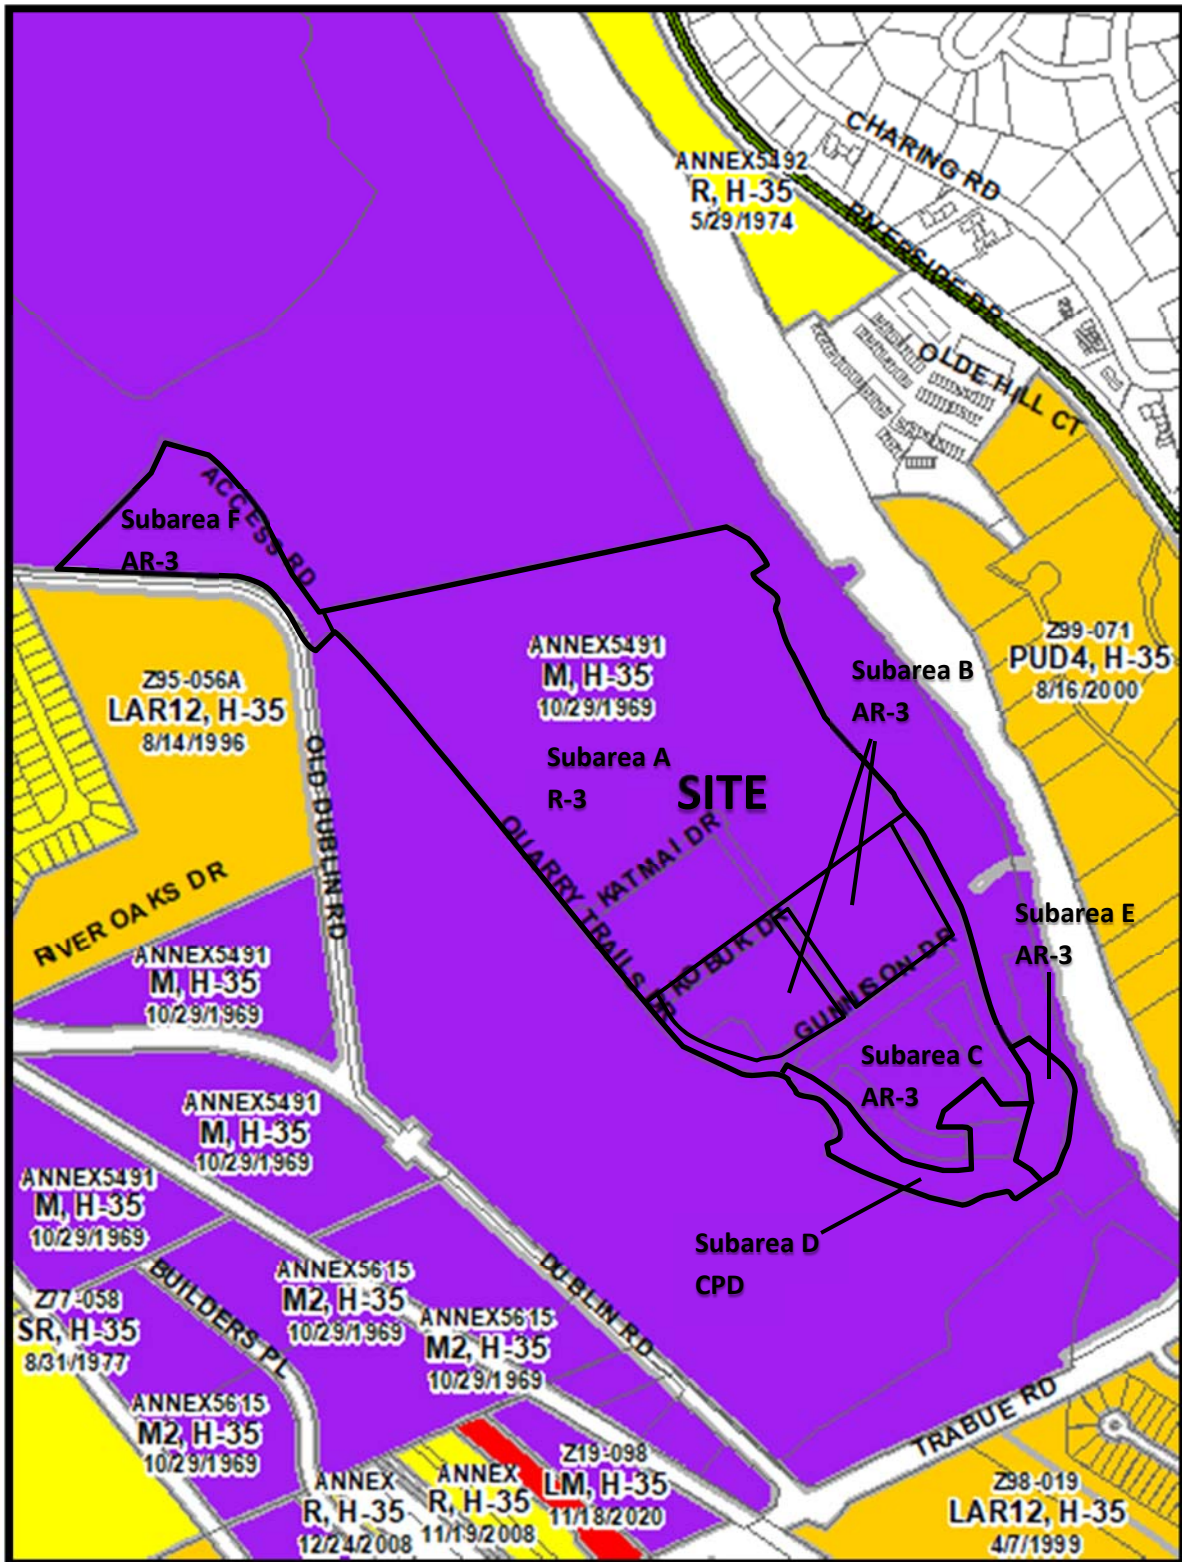 CHARING RD
ANNEX5492
R, H-35
5/29/1974
RIVERSIDE DR
OLDE HILL CT
ACCESS RD
Subarea F
AR-3
Z99-071
PUD4, H-35
8/16/2000
ANNEX5491
M, H-35
10/29/1969
Subarea B
AR-3
Z95-056A
LAR12, H-35
8/14/1996
Subarea A
R-3
SITE
OLD DUBLIN RD
QUARRY TRAILS DR
KATMAI DR
KOBUK DR
GUNNISON DR
RIVER OAKS DR
Subarea E
AR-3
ANNEX5491
M, H-35
10/29/1969
Subarea C
AR-3
ANNEX5491
M, H-35
10/29/1969
ANNEX5491
M, H-35
10/29/1969
Subarea D
CPD
DUBLIN RD
BUILDERS PL
ANNEX5615
M2, H-35
10/29/1969
Z77-058
SR, H-35
8/31/1977
ANNEX5615
M2, H-35
10/29/1969
ANNEX5615
M2, H-35
10/29/1969
TRABUE RD
ANNEX
R, H-35
12/24/2008
ANNEX
R, H-35
11/19/2008
Z19-098
LM, H-35
11/18/2020
Z98-019
LAR12, H-35
4/7/1999